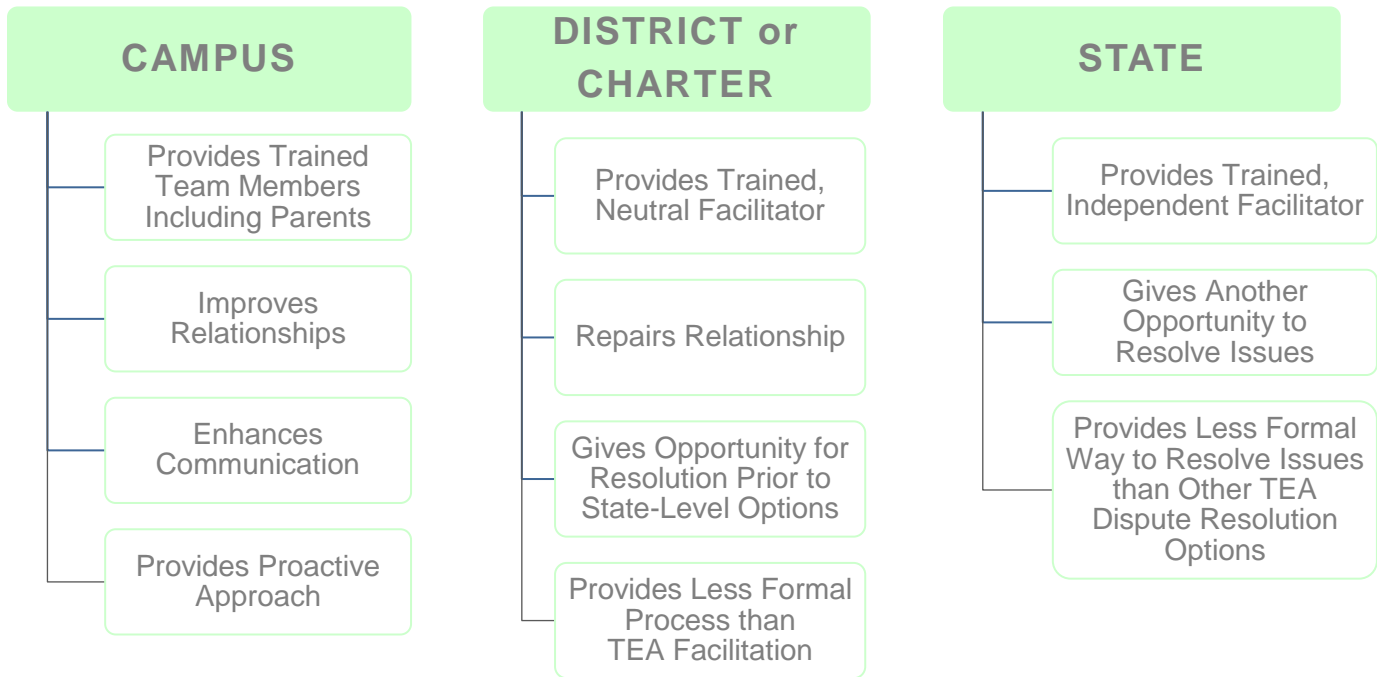 CAMPUS
Provides Trained
Team Members
Including Parents
Improves
Relationships
Enhances
Communication
Provides Proactive
Approach
DISTRICT or
CHARTER
Provides Trained,
Neutral Facilitator
Repairs Relationship
Gives Opportunity for
Resolution Prior to
State-Level Options
Provides Less Formal
Process than
TEA Facilitation
STATE
Provides Trained,
Independent Facilitator
Gives Another
Opportunity to
Resolve Issues
Provides Less Formal
Way to Resolve Issues
than Other TEA
Dispute Resolution
Options